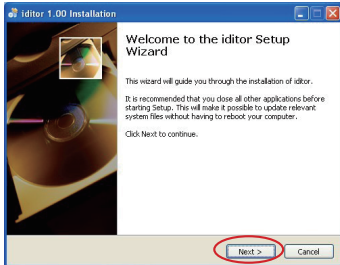 iditor 1.00 Installation
Welcome to the iditor Setup
Wizard
This wizard will guide you through the installation of iditor.
It is recommended that you close all other applications before
starting Setup. This will make it possible to update relevant
system files without having to reboot your computer.
Click Next to continue.
Next >
Cancel